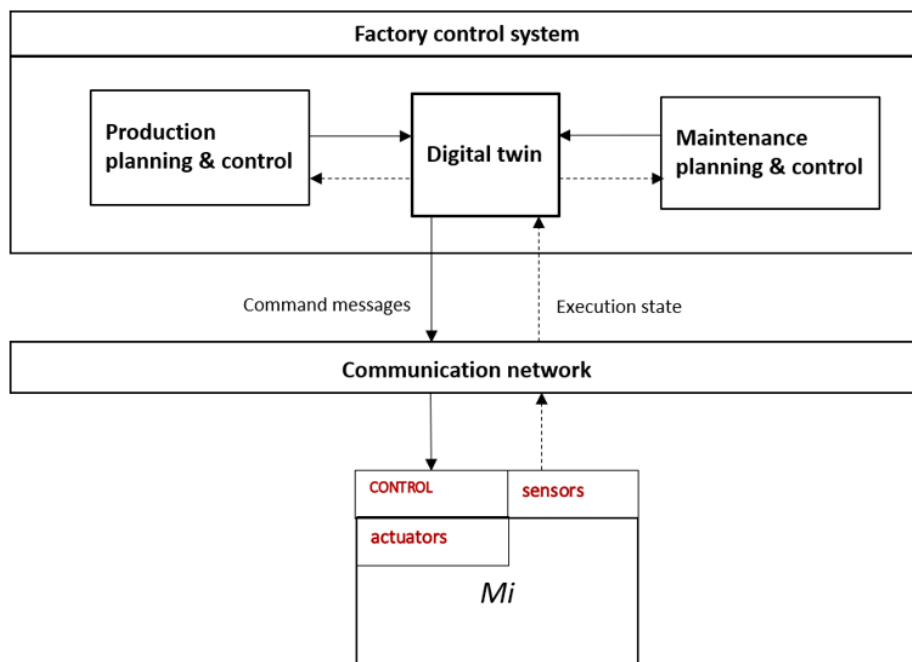 Factory control system
Production
planning & control
Digital twin
Maintenance
planning & control
Command messages
Execution state
Communication network
CONTROL
sensors
actuators
Mi